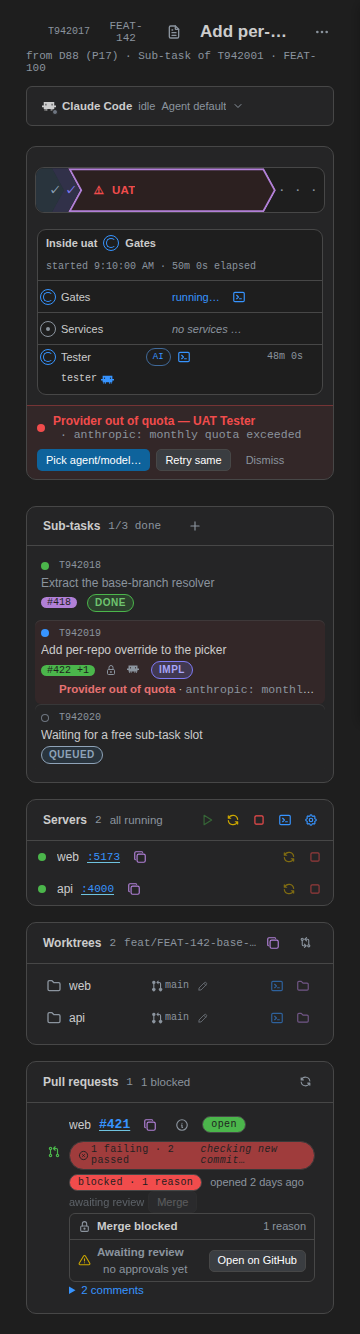 T942017 FEAT-142 Add per-…
from D88 (P17) · Sub-task of T942001 · FEAT-100
Claude Code idle Agent default
✓ ✓ UAT · · ·
Inside uat Gates
started 9:10:00 AM · 50m 0s elapsed
Gates running…
Services no services …
Tester AI 48m 0s
tester
Provider out of quota — UAT Tester
· anthropic: monthly quota exceeded
Pick agent/model… Retry same Dismiss
Sub-tasks 1/3 done
T942018
Extract the base-branch resolver
#418 DONE
T942019
Add per-repo override to the picker
#422 +1 IMPL
Provider out of quota · anthropic: monthl…
T942020
Waiting for a free sub-task slot
QUEUED
Servers 2 all running
web :5173
api :4000
Worktrees 2 feat/FEAT-142-base-…
web main
api main
Pull requests 1 1 blocked
web #421 open
1 failing · 2 passed checking new commit…
blocked · 1 reason opened 2 days ago
awaiting review Merge
Merge blocked 1 reason
Awaiting review
no approvals yet
Open on GitHub
2 comments